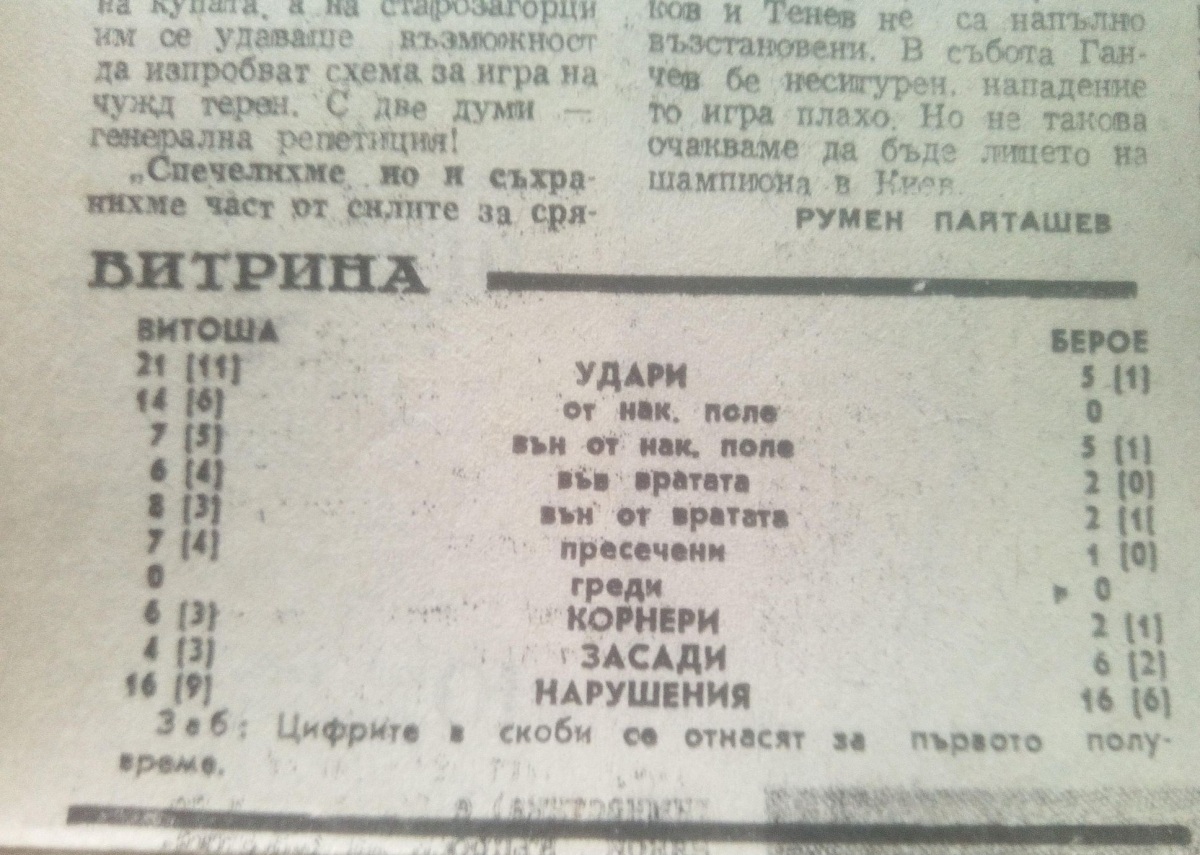 на купата, а на старозагорци
им се удаваше възможност
да изпробват схема за игра на
чужд терен. С две думи —
генерална репетиция!
„Спечелихме, но и съхра-
нихме част от силите за сря-
ков и Тенев не са напълно
възстановени. В събота Ган-
чев бе несигурен, нападение
то игра плахо. Но не такова
очакваме да бъде лицето на
шампиона в Киев.
РУМЕН ПАЙТАШЕВ
ВИТРИНА
ВИТОША БЕРОЕ
21 [11] УДАРИ 5 [1]
14 [6] от нак. поле 0
7 [5] вън от нак. поле 5 [1]
6 [4] във вратата 2 [0]
8 [3] вън от вратата 2 [1[
7 [4] пресечени 1 [0]
0 греди 0
6 [3] КОРНЕРИ 2 [1]
4 [3] ЗАСАДИ 6 [2]
16 [9] НАРУШЕНИЯ 16 [6]
Заб: Цифрите в скоби се отнасят за първото полу-
време.